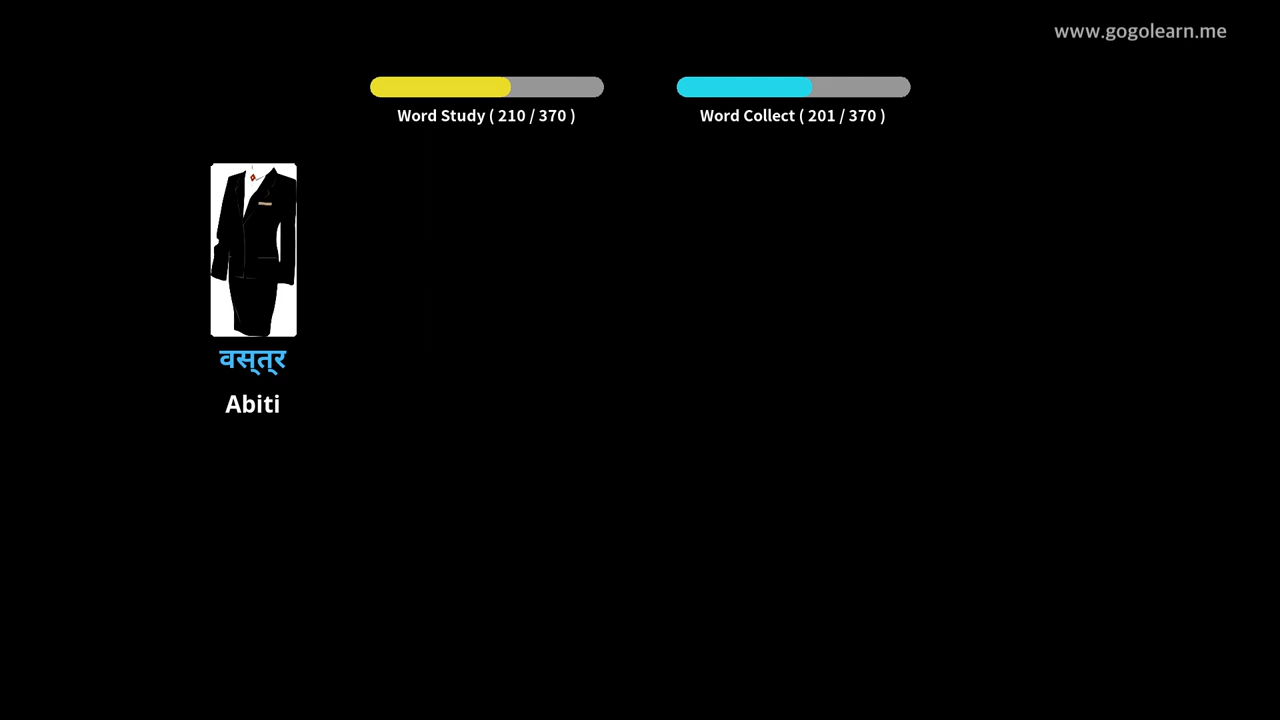 www.gogolearn.me
Word Study ( 210 / 370 )
Word Collect ( 201 / 370 )
वस्त्र
Abiti